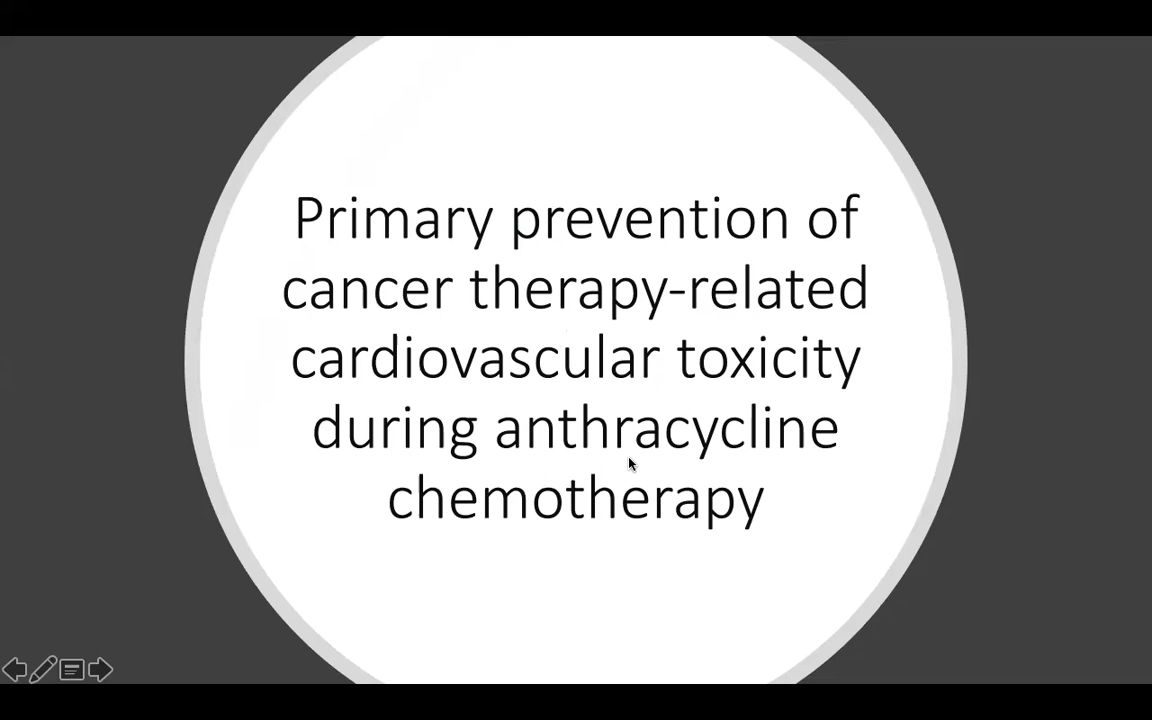 Primary prevention of
cancer therapy-related
cardiovascular toxicity
during anthracycline
chemotherapy